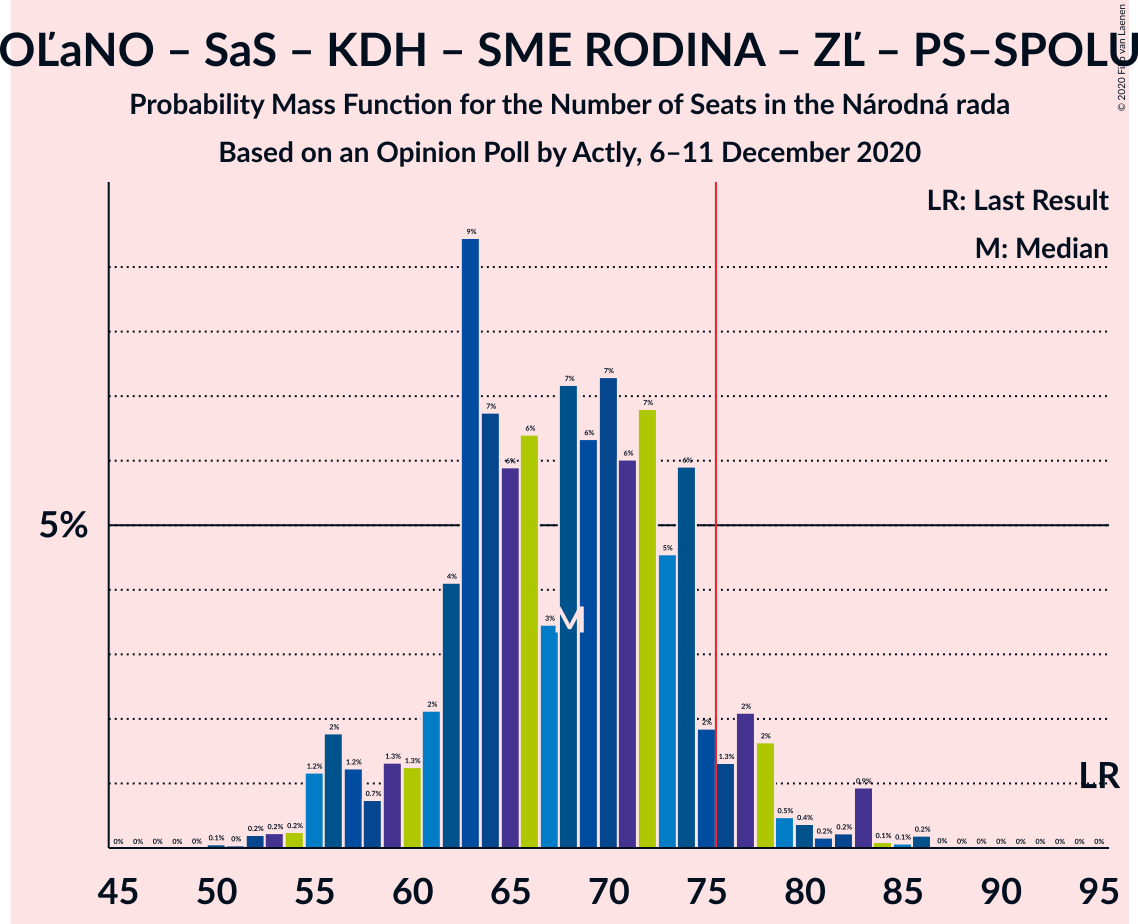 OĽaNO – SaS – KDH – SME RODINA – ZĽ – PS–SPOLU
Probability Mass Function for the Number of Seats in the Národná rada
Based on an Opinion Poll by Actly, 6–11 December 2020
© 2020 Filip van Laenen
LR: Last Result
M: Median
5%
0% 0% 0% 0% 0% 0.1% 0% 0.2% 0.2% 0.2% 1.2% 2% 1.2% 0.7% 1.3% 1.3% 2% 4% 9% 7% 6% 6% 3% 7% 6% 7% 6% 7% 5% 6% 2% 1.3% 2% 2% 0.5% 0.4% 0.2% 0.2% 0.9% 0.1% 0.1% 0.2% 0% 0% 0% 0% 0% 0% 0% 0% 0%
M
LR
45 50 55 60 65 70 75 80 85 90 95